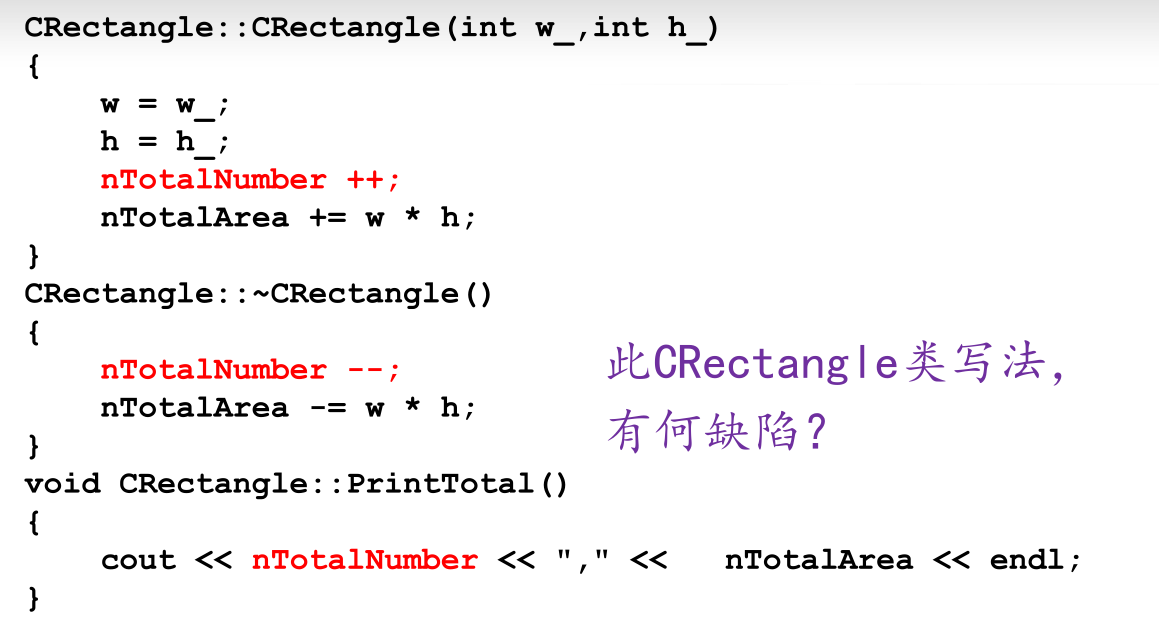 CRectangle::CRectangle(int w_,int h_)
{
    w = w_;
    h = h_;
    nTotalNumber ++;
    nTotalArea += w * h;
}
CRectangle::~CRectangle()
{
    nTotalNumber --;
    nTotalArea -= w * h;
}
void CRectangle::PrintTotal()
{
    cout << nTotalNumber << "," <<   nTotalArea << endl;
}
此CRectangle类写法，
有何缺陷？